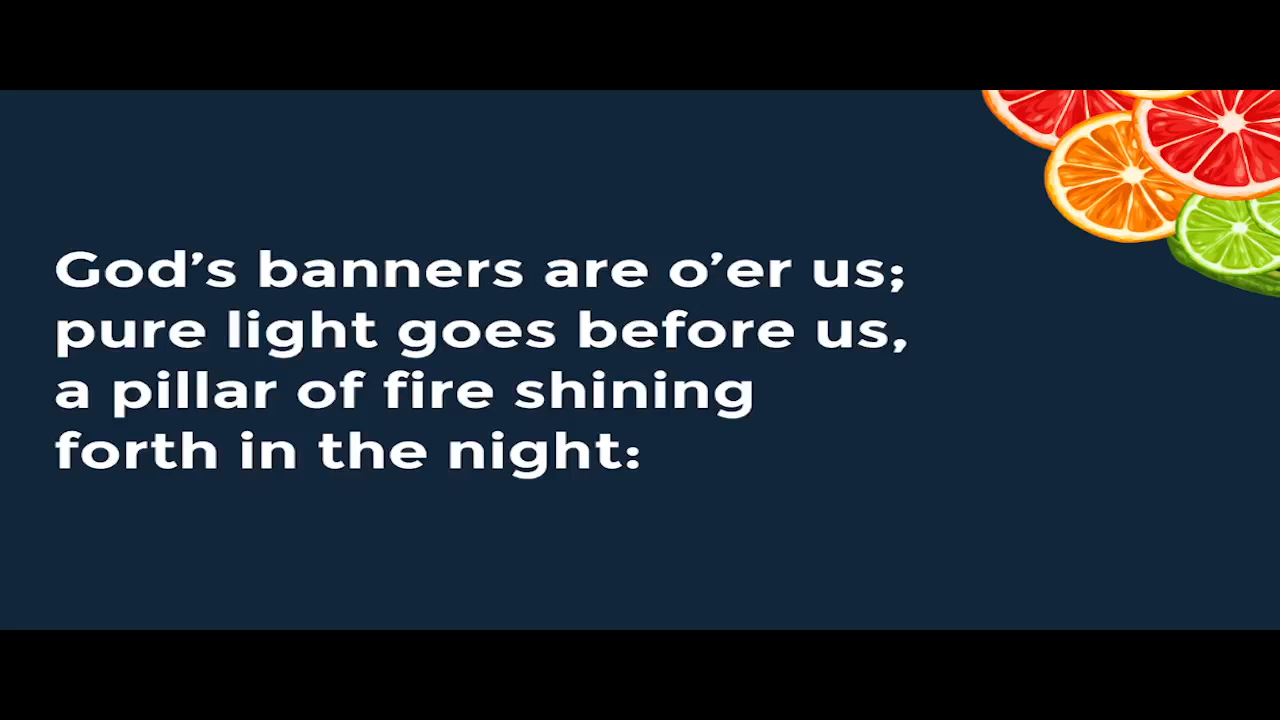 God’s banners are o’er us;
pure light goes before us,
a pillar of fire shining
forth in the night: